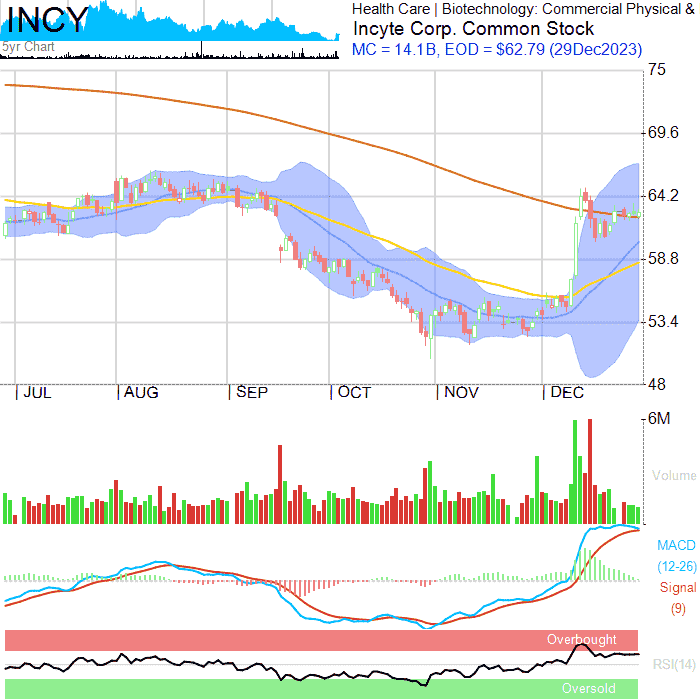 INCY
5yr Chart
Health Care | Biotechnology: Commercial Physical &
Incyte Corp. Common Stock
MC = 14.1B, EOD = $62.79 (29Dec2023)
75
69.6
64.2
58.8
53.4
48
|JUL |AUG |SEP |OCT |NOV |DEC
6M
Volume
MACD
(12-26)
Signal
(9)
Overbought
RSI(14)
Oversold